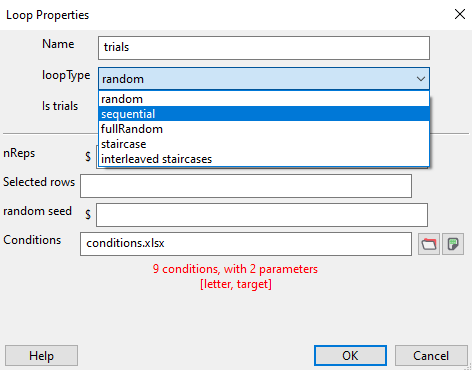 Loop Properties
Name trials
loopType random
random
Is trials sequential
fullRandom
staircase
nReps $ interleaved staircases
Selected rows
random seed $
Conditions conditions.xlsx
9 conditions, with 2 parameters
[letter, target]
Help OK Cancel